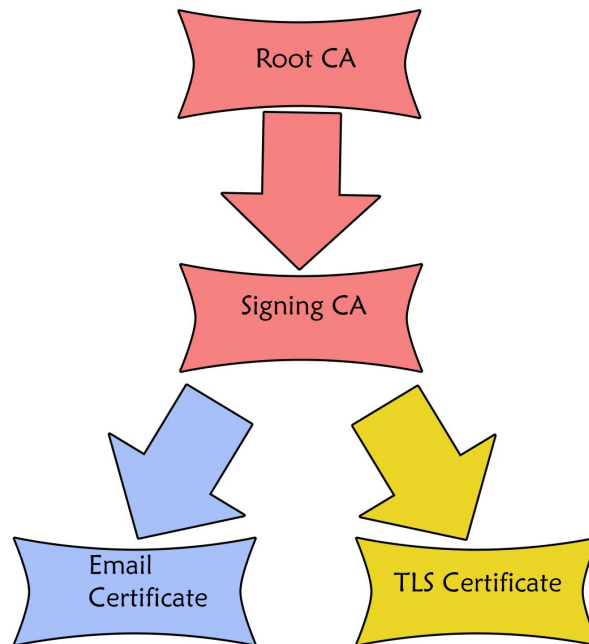 Root CA
Signing CA
Email
Certificate
TLS Certificate